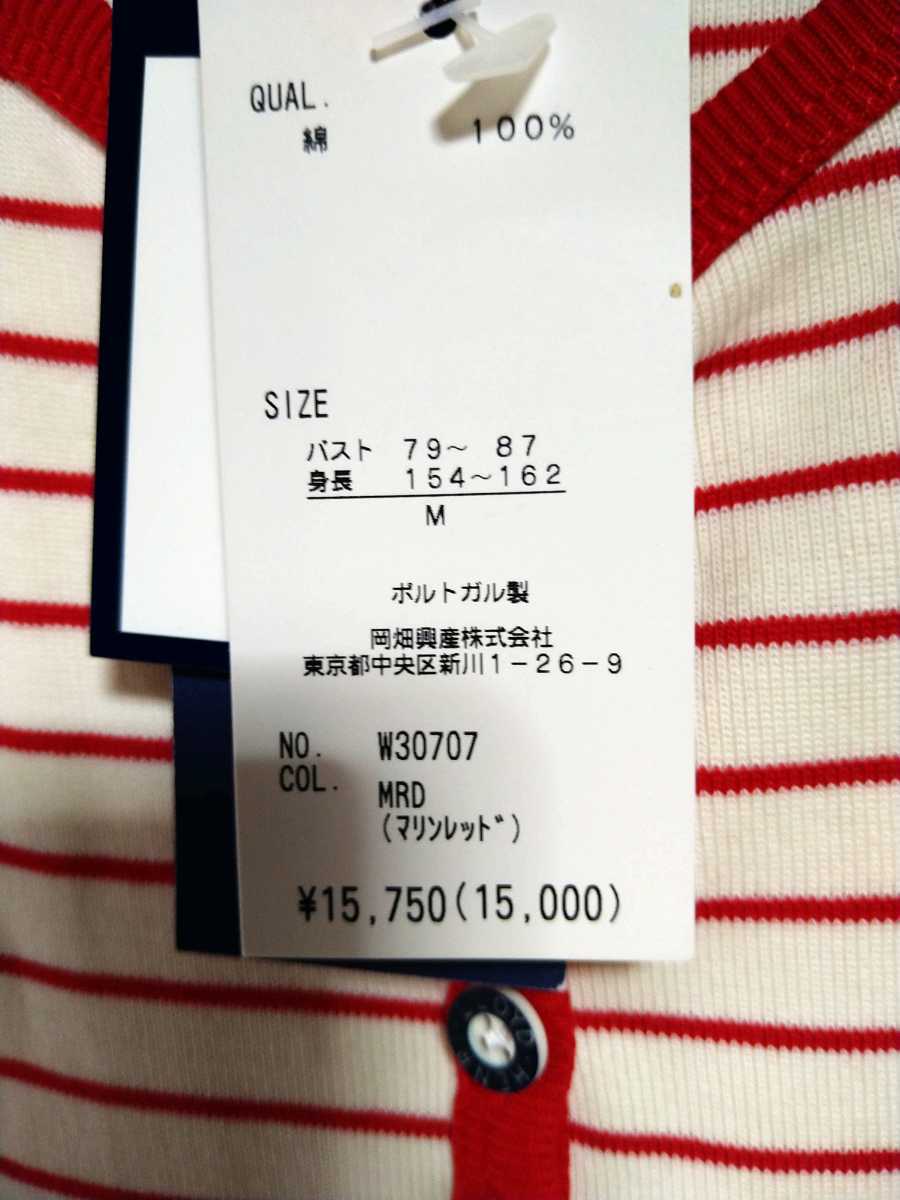 QUAL.
綿 100%
SIZE
バスト 79～ 87
身長 154～162
M
ポルトガル製
岡畑興産株式会社
東京都中央区新川1－26－9
NO. W30707
COL. MRD
(マリンレッド)
¥15,750(15,000)